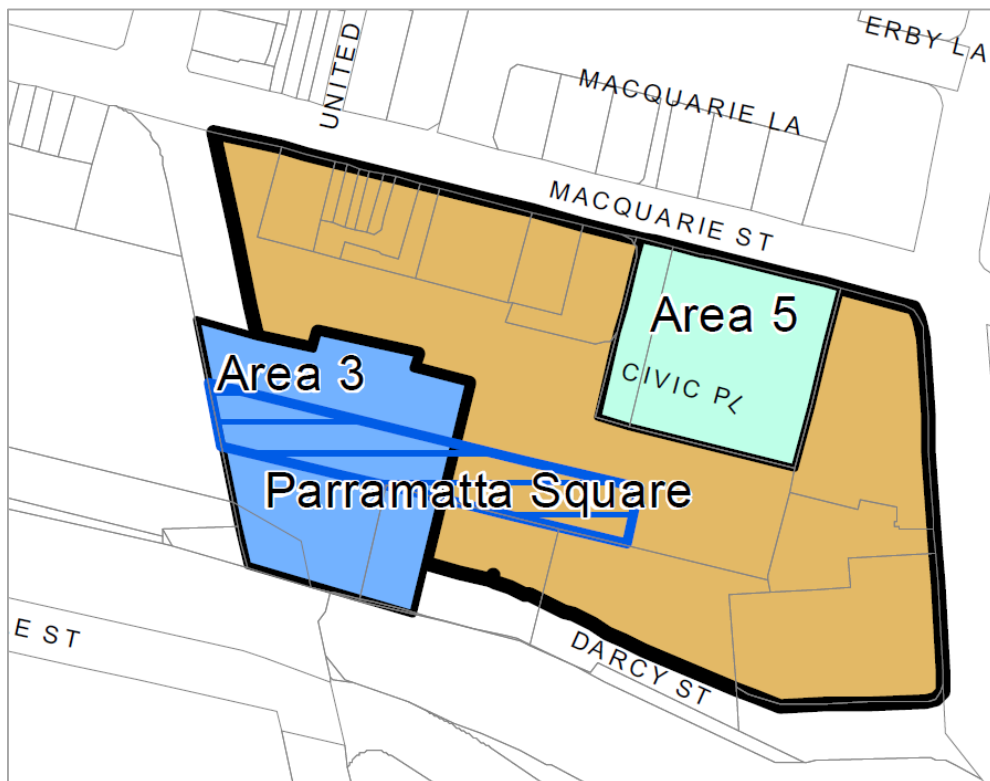 ERBY LA
UNITED
MACQUARIE LA
MACQUARIE ST
Area 5
Area 3
CIVIC PL
Parramatta Square
E ST
DARCY ST